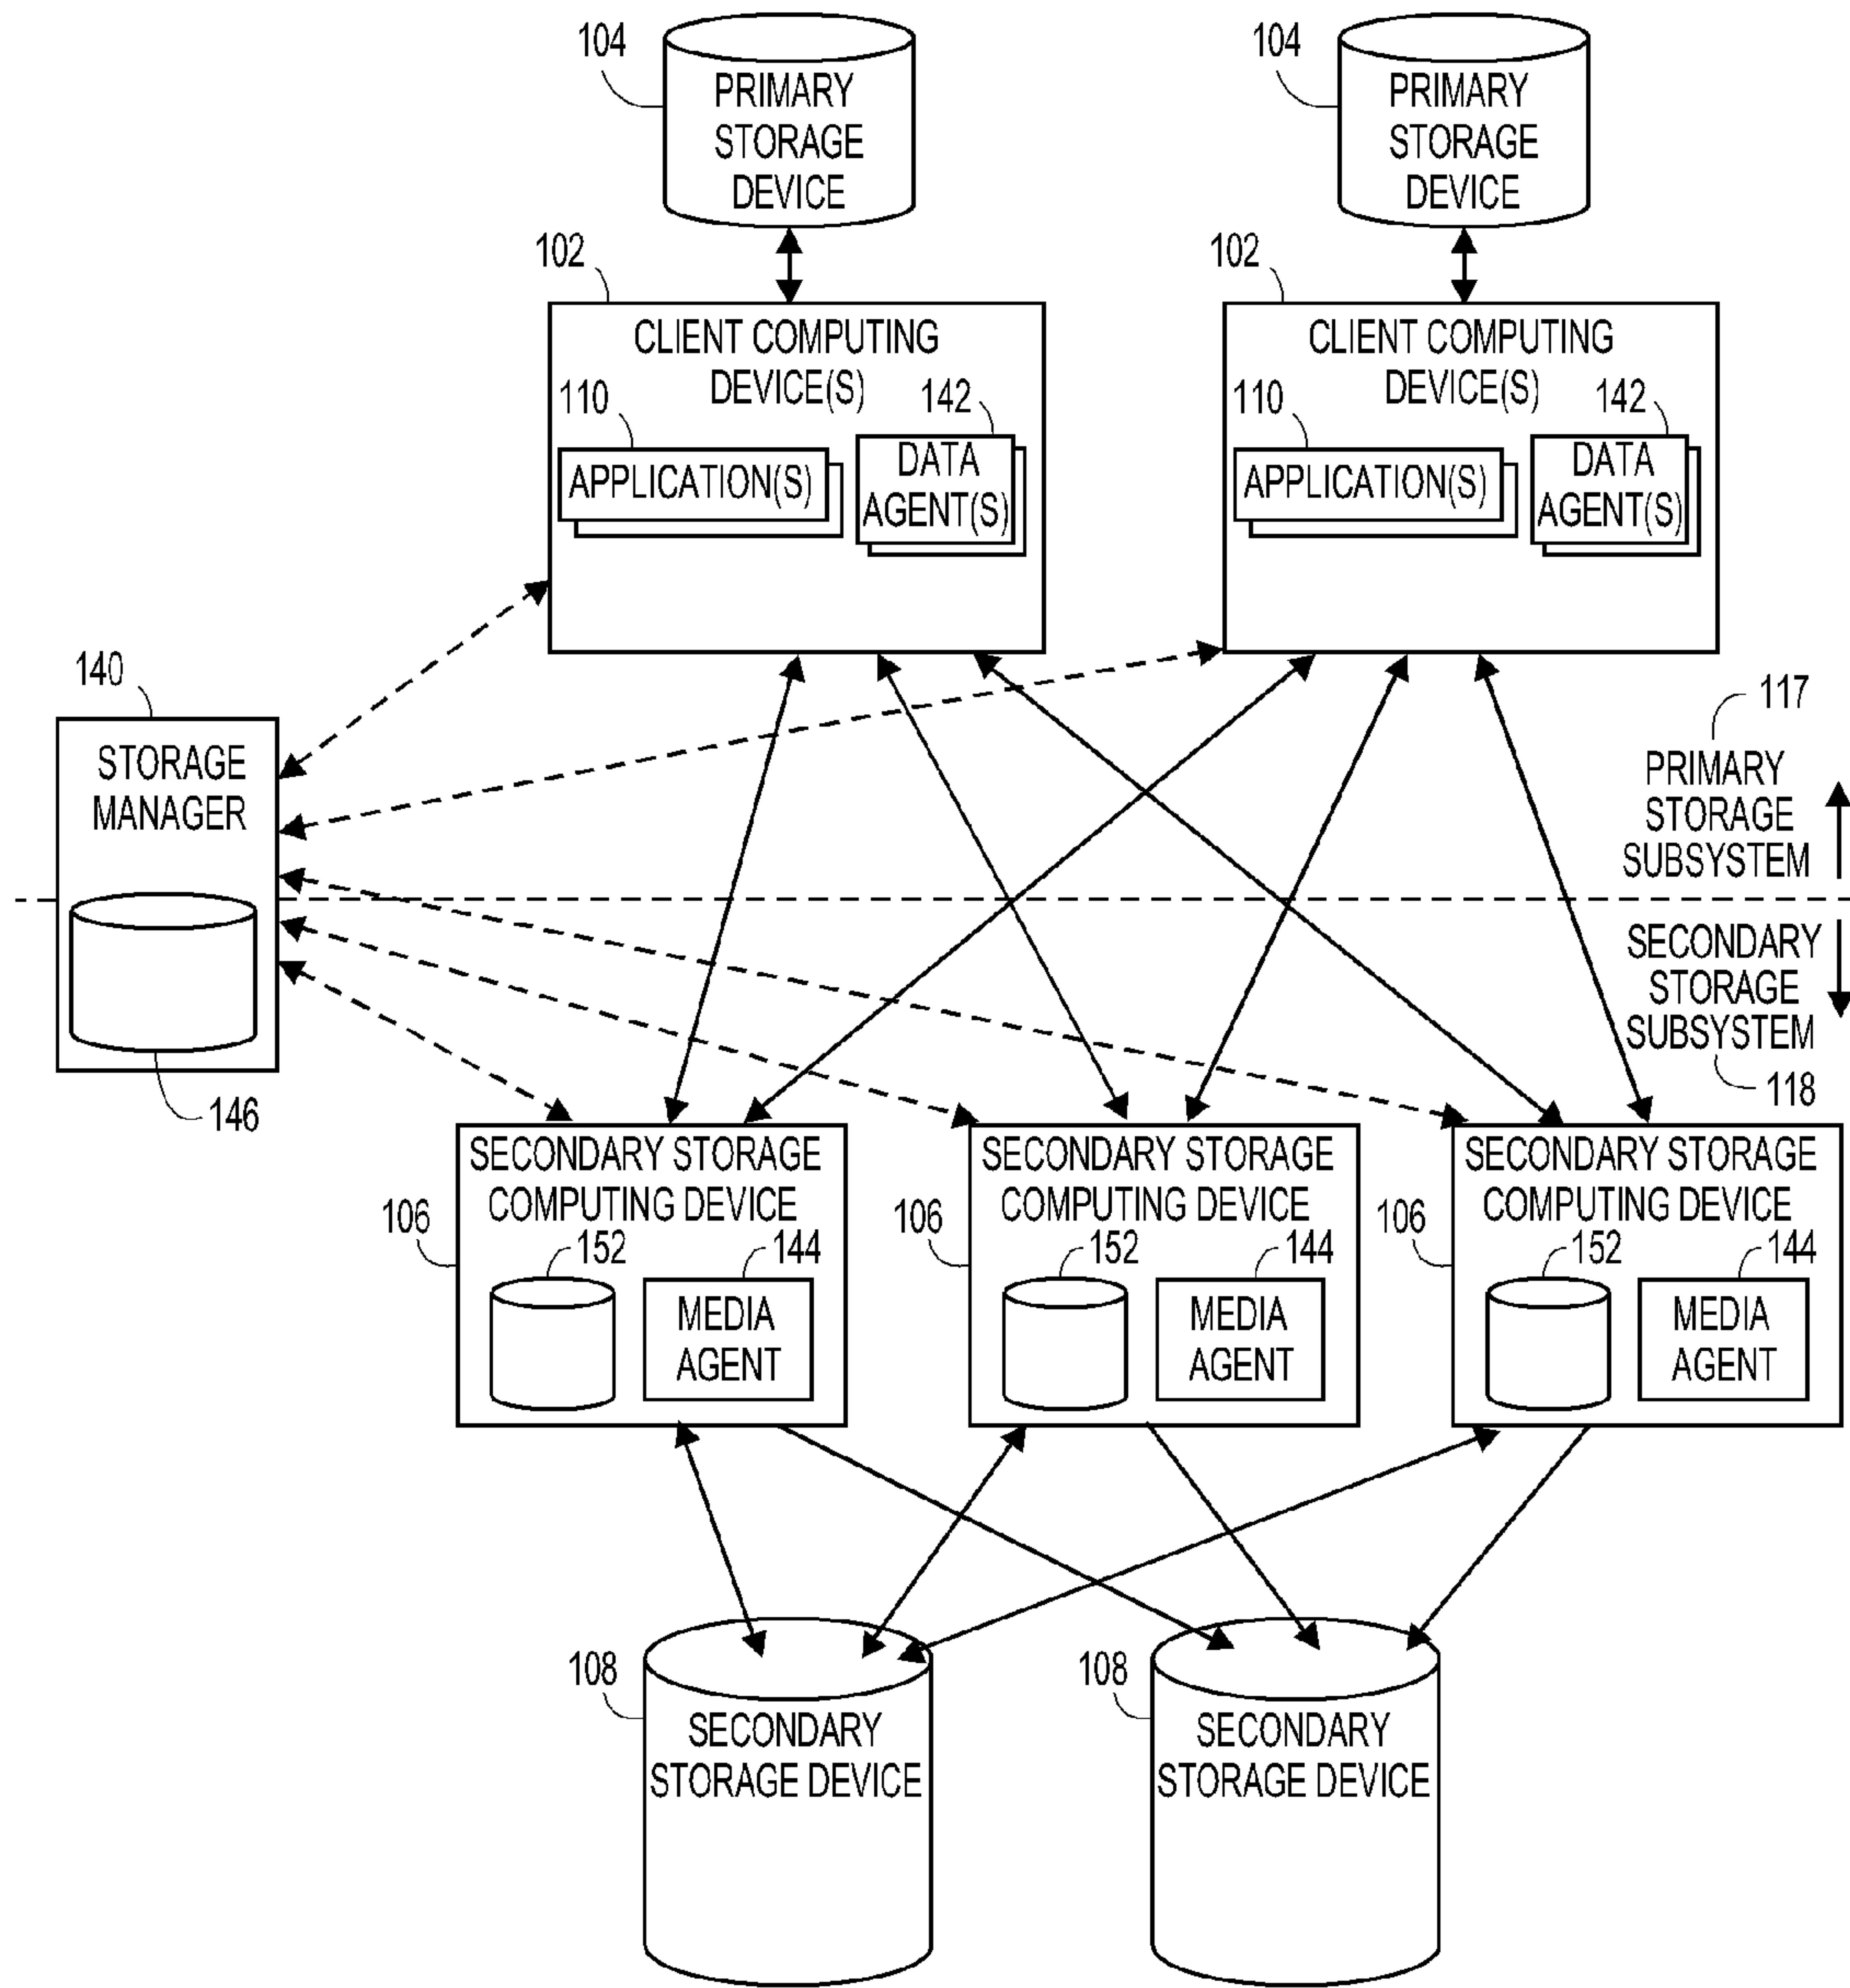 104
PRIMARY
STORAGE
DEVICE
104
PRIMARY
STORAGE
DEVICE
102
CLIENT COMPUTING
DEVICE(S)
110
142
APPLICATION(S)
DATA
AGENT(S)
102
CLIENT COMPUTING
DEVICE(S)
110
142
APPLICATION(S)
DATA
AGENT(S)
140
STORAGE
MANAGER
146
117
PRIMARY
STORAGE
SUBSYSTEM
SECONDARY
STORAGE
SUBSYSTEM
118
SECONDARY STORAGE
COMPUTING DEVICE
106
152
144
MEDIA
AGENT
SECONDARY STORAGE
COMPUTING DEVICE
106
152
144
MEDIA
AGENT
SECONDARY STORAGE
COMPUTING DEVICE
106
152
144
MEDIA
AGENT
108
SECONDARY
STORAGE DEVICE
108
SECONDARY
STORAGE DEVICE